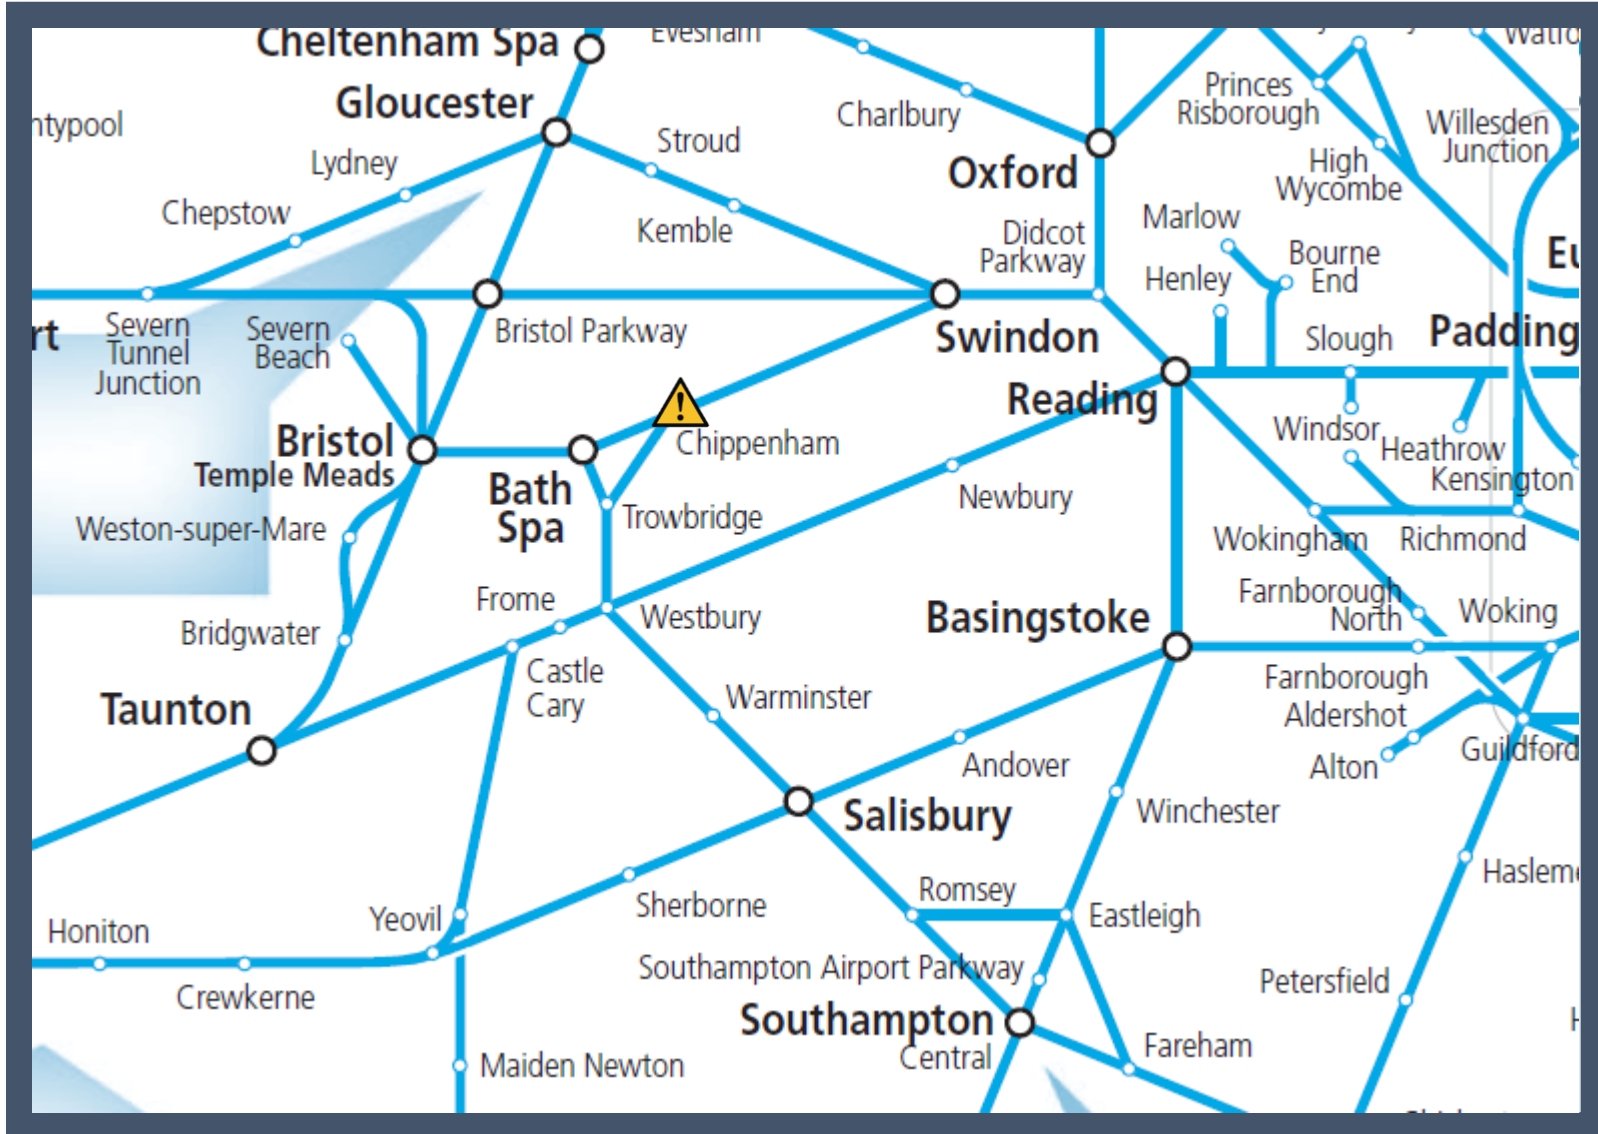 Cheltenham Spa
Evesham
Gloucester
Charlbury
Princes
Risborough
Willesden
Junction
ntypool
Lydney
Stroud
Oxford
High
Wycombe
Chepstow
Kemble
Didcot
Parkway
Marlow
Bourne
End
Henley
Severn
Tunnel
Junction
Severn
Beach
Bristol Parkway
Swindon
Slough
Padding
rt
Reading
Bristol
Temple Meads
!
Chippenham
Windsor
Heathrow
Kensington
Bath
Spa
Newbury
Weston-super-Mare
Trowbridge
Wokingham
Richmond
Frome
Westbury
Farnborough
North
Woking
Bridgwater
Basingstoke
Castle
Cary
Warminster
Farnborough
Aldershot
Taunton
Andover
Alton
Guildford
Salisbury
Winchester
Haslem
Sherborne
Romsey
Eastleigh
Honiton
Yeovil
Southampton Airport Parkway
Petersfield
Crewkerne
Southampton
Central
Fareham
Maiden Newton